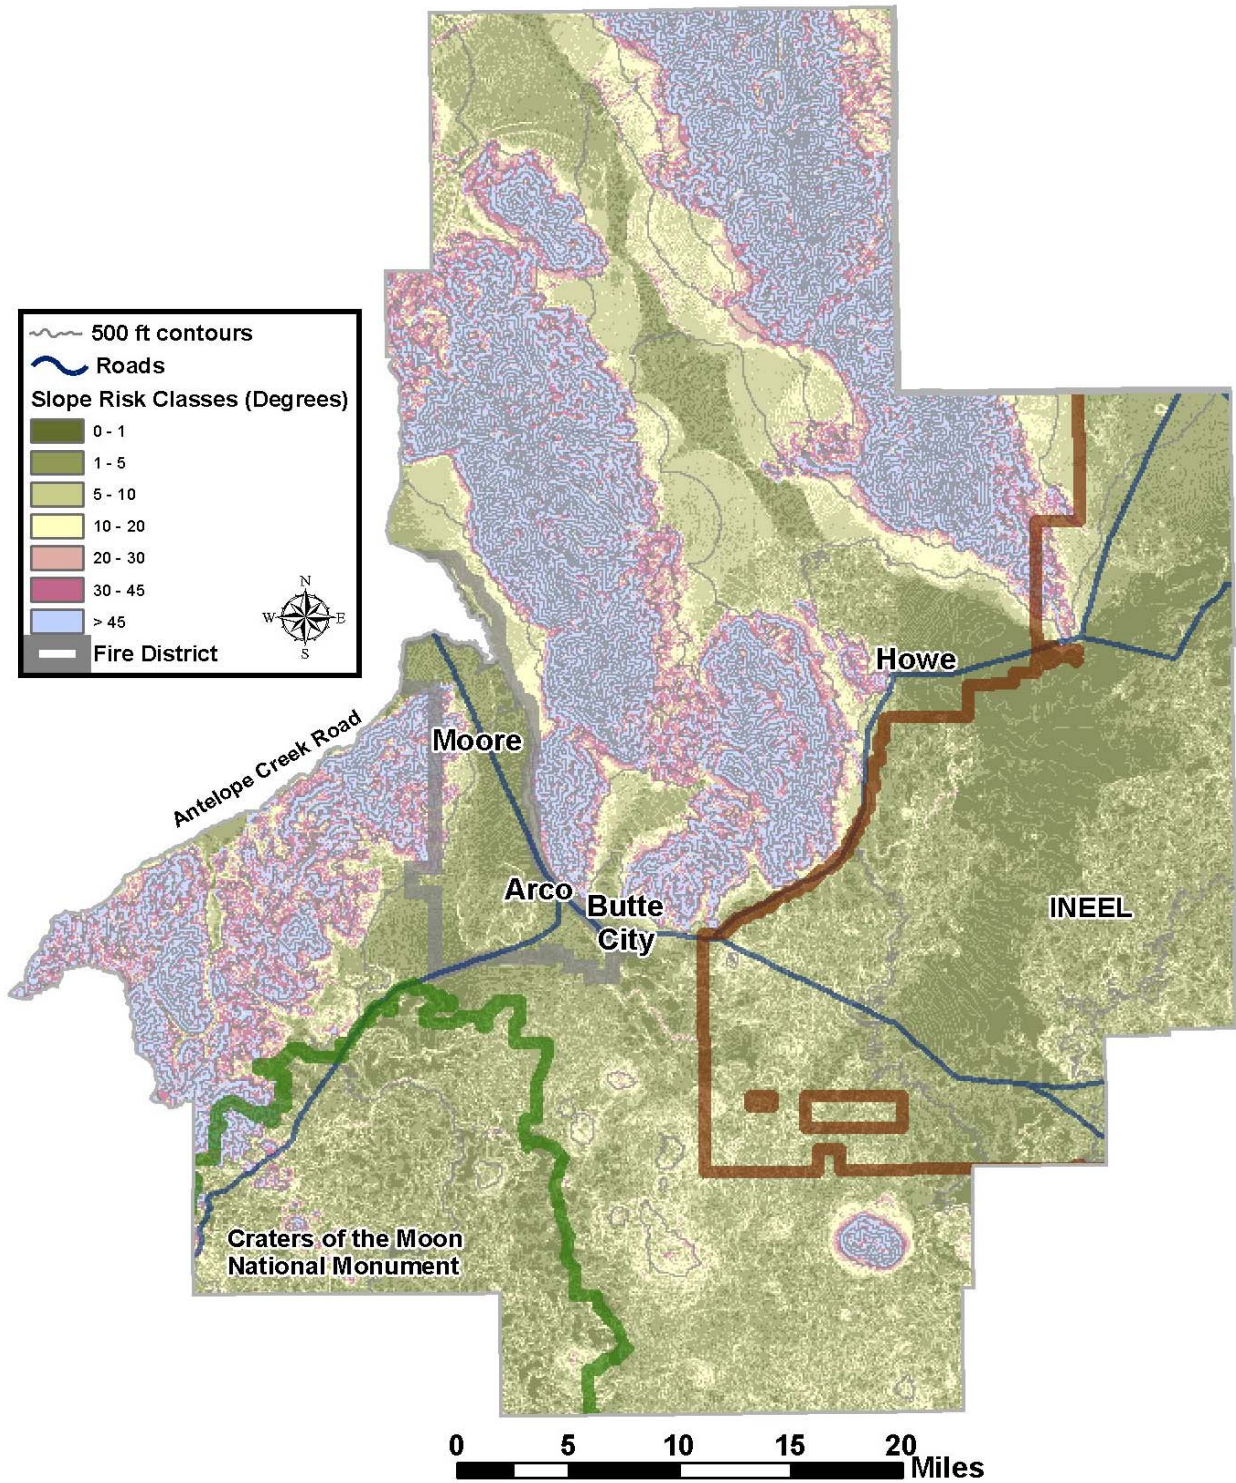 500 ft contours
Roads
Slope Risk Classes (Degrees)
0 - 1
1 - 5
5 - 10
10 - 20
20 - 30
30 - 45
> 45
Fire District
N
W E
S
Howe
Moore
Antelope Creek Road
Arco
Butte
City
INEEL
Craters of the Moon
National Monument
0 5 10 15 20
Miles